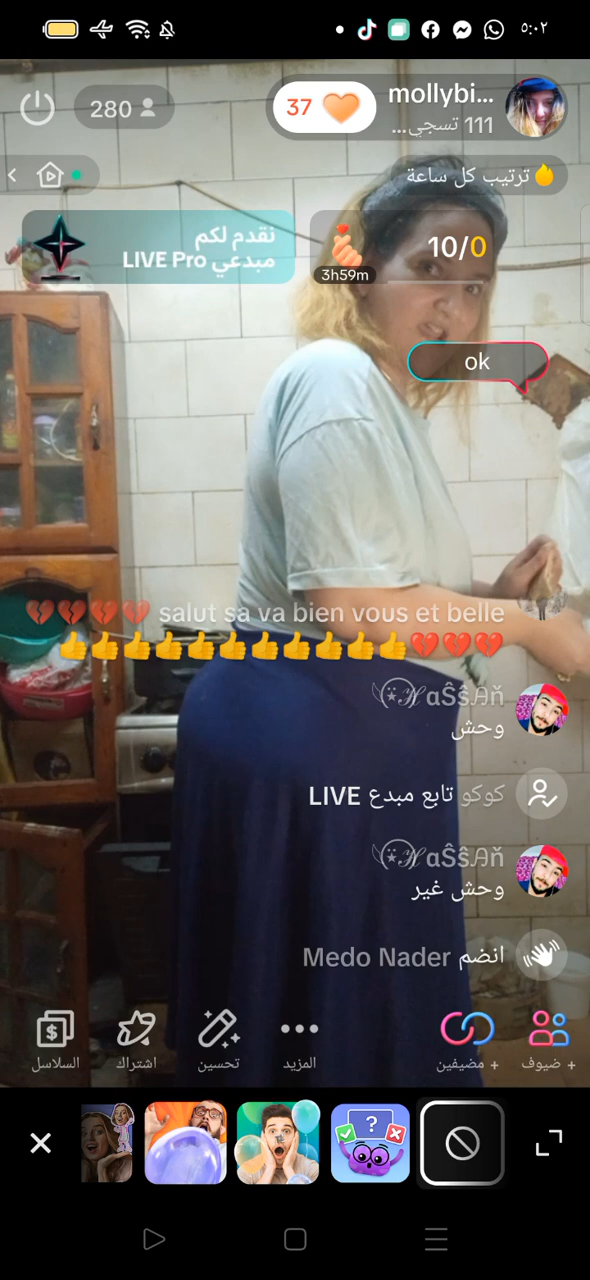 ٥:٠٢
mollybi...
111 تسجي...
37
280
ترتيب كل ساعة
10/0
3h59m
نقدم لكم
مبدعي LIVE Pro
ok
salut sa va bien vous et belle 💔💔💔💔
💔💔💔👍👍👍👍👍👍👍👍👍👍👍
ℋαŜŝᎯň
وحش
كوكو تابع مبدع LIVE
ℋαŜŝᎯň
وحش غير
Medo Nader انضم
+ ضيوف
+ مضيفين
المزيد
تحسين
اشتراك
السلاسل